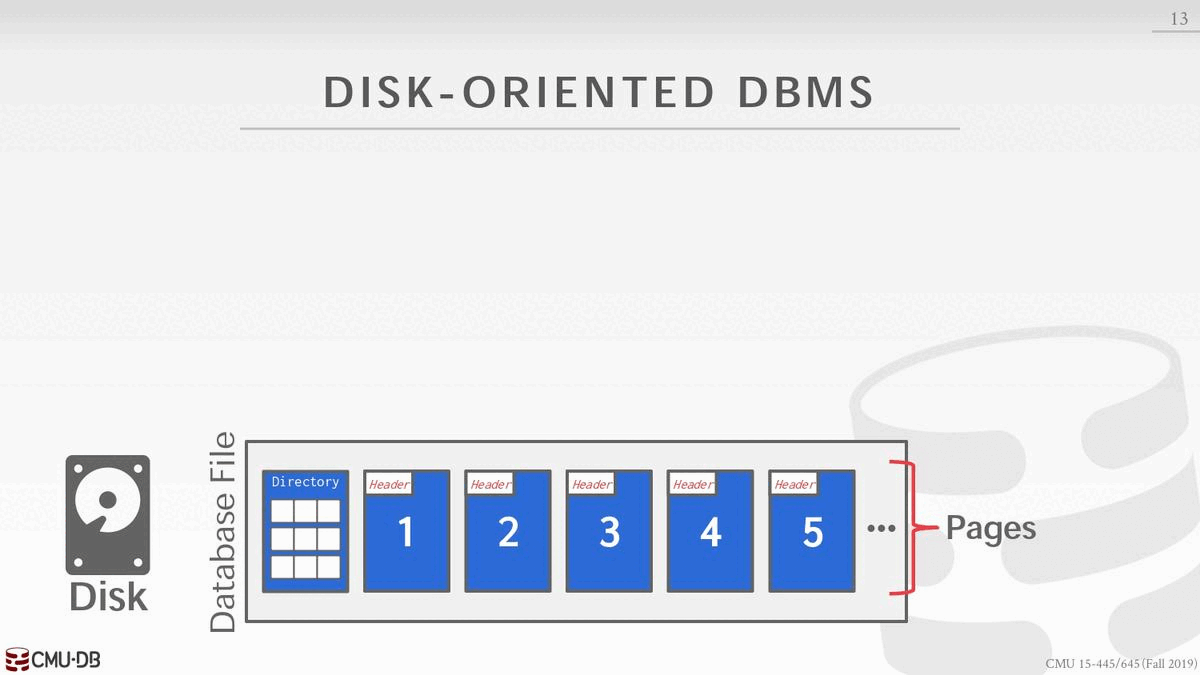 13
DISK-ORIENTED DBMS
Database File
Directory
Header
Header
Header
Header
Header
1
2
3
4
5
•••
Pages
Disk
CMU·DB
CMU 15-445/645 (Fall 2019)